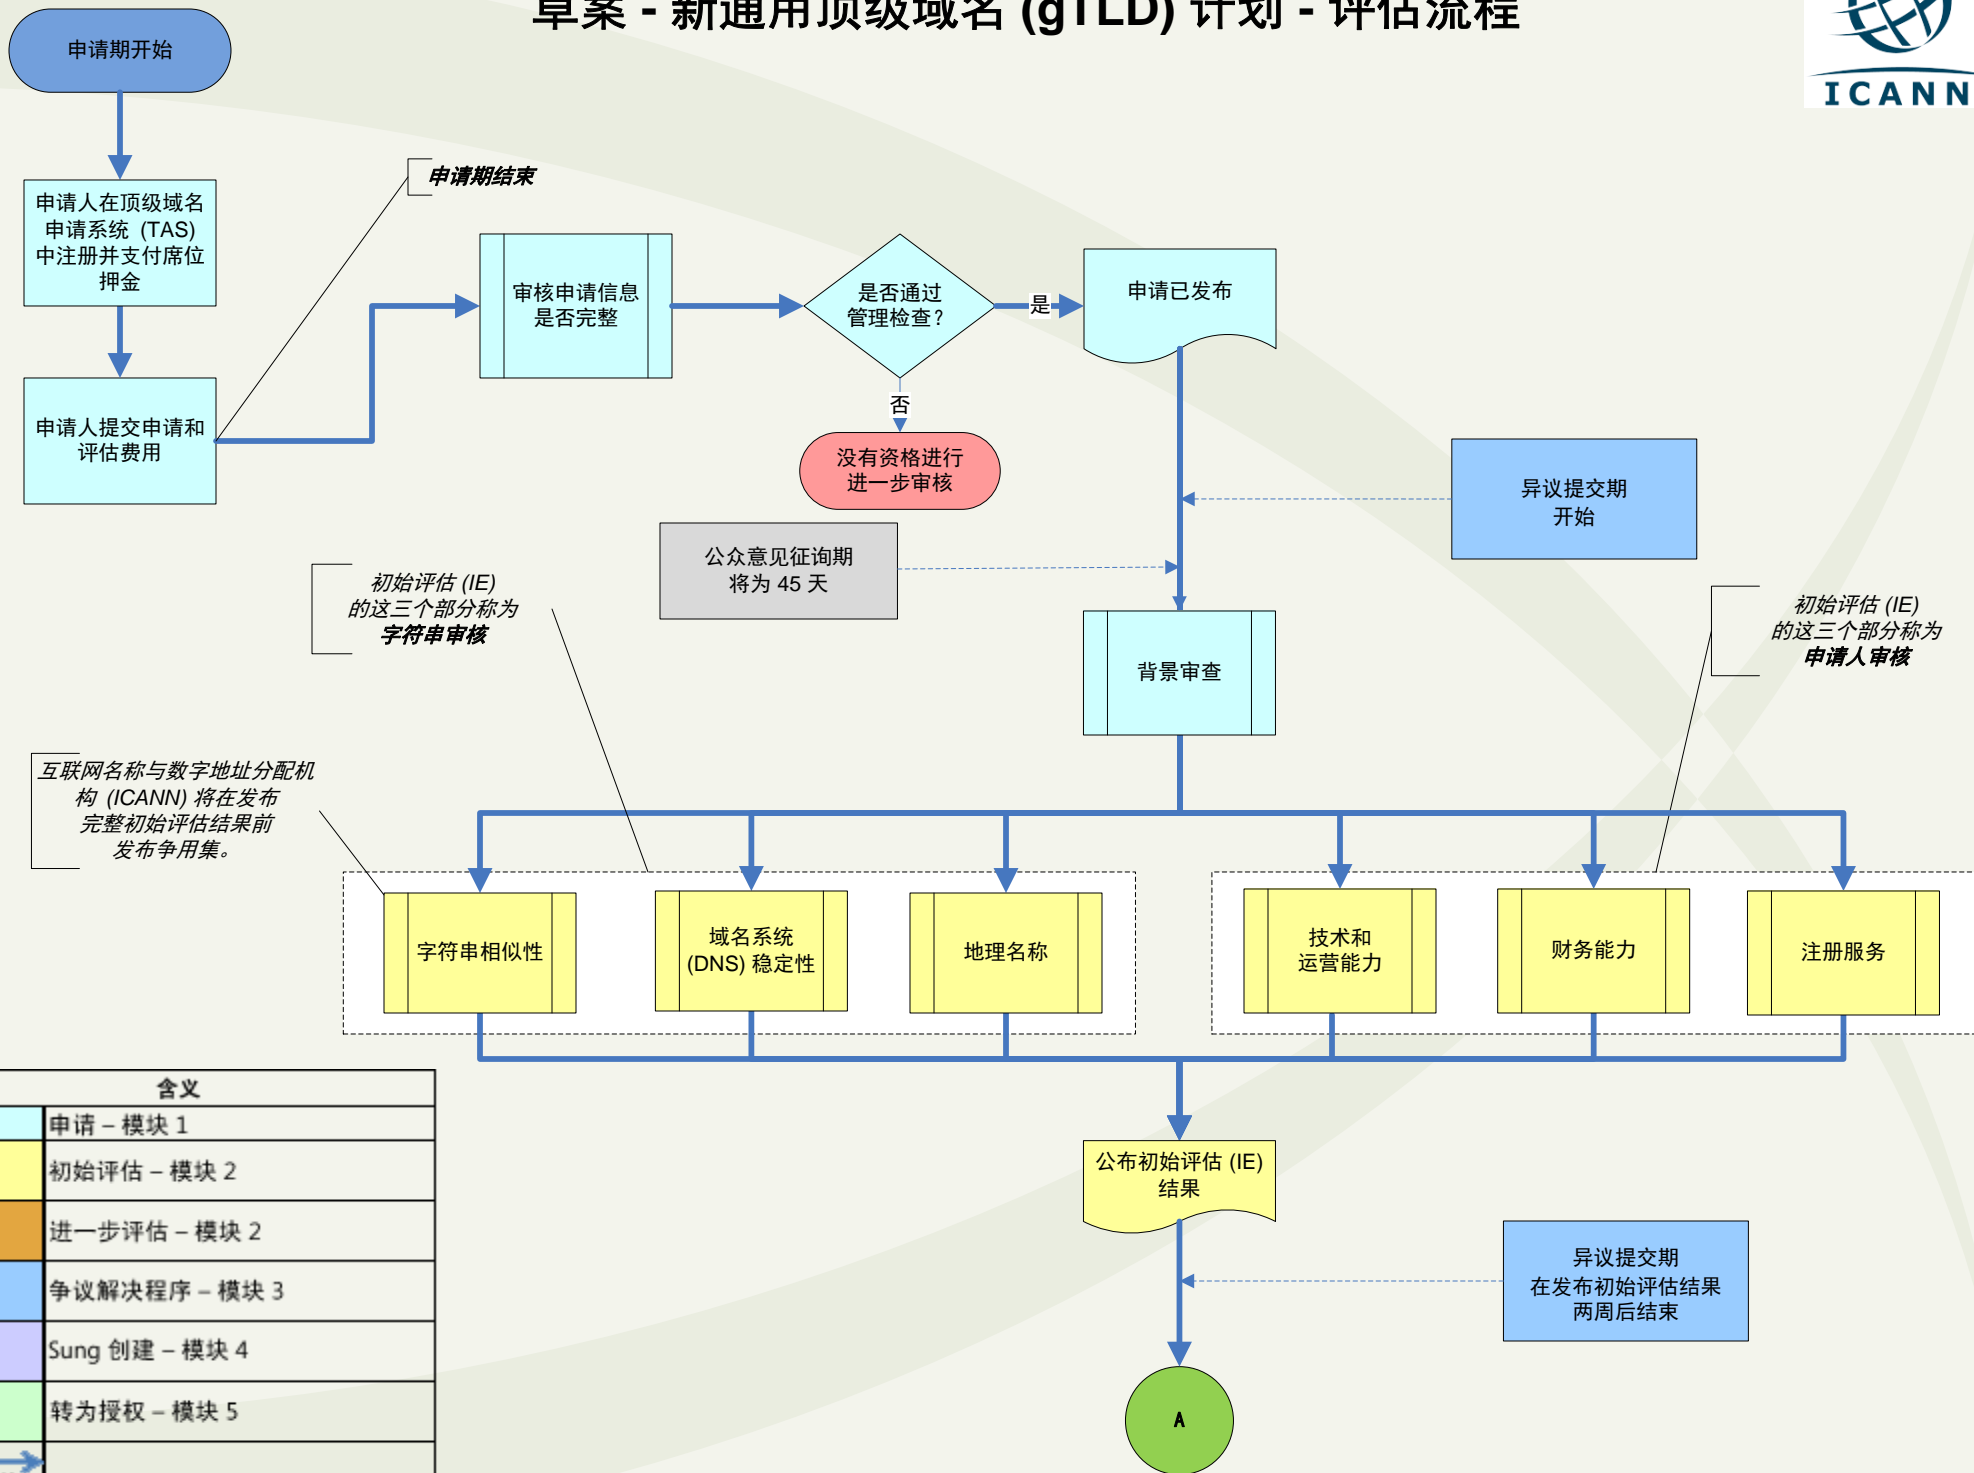 草案 - 新通用顶级域名 (gTLD) 计划 - 评估流程
ICANN
申请期开始
申请人在顶级域名
申请系统 (TAS)
中注册并支付席位
押金
申请人提交申请和
评估费用
申请期结束
审核申请信息
是否完整
是否通过
管理检查?
是
否
申请已发布
没有资格进行
进一步审核
异议提交期
开始
公众意见征询期
将为 45 天
初始评估 (IE)
的这三个部分称为
字符串审核
初始评估 (IE)
的这三个部分称为
申请人审核
背景审查
互联网名称与数字地址分配机
构 (ICANN) 将在发布
完整初始评估结果前
发布争用集。
字符串相似性
域名系统
(DNS) 稳定性
地理名称
技术和
运营能力
财务能力
注册服务
公布初始评估 (IE)
结果
异议提交期
在发布初始评估结果
两周后结束
A
含义
申请 – 模块 1
初始评估 – 模块 2
进一步评估 – 模块 2
争议解决程序 – 模块 3
Sung 创建 – 模块 4
转为授权 – 模块 5